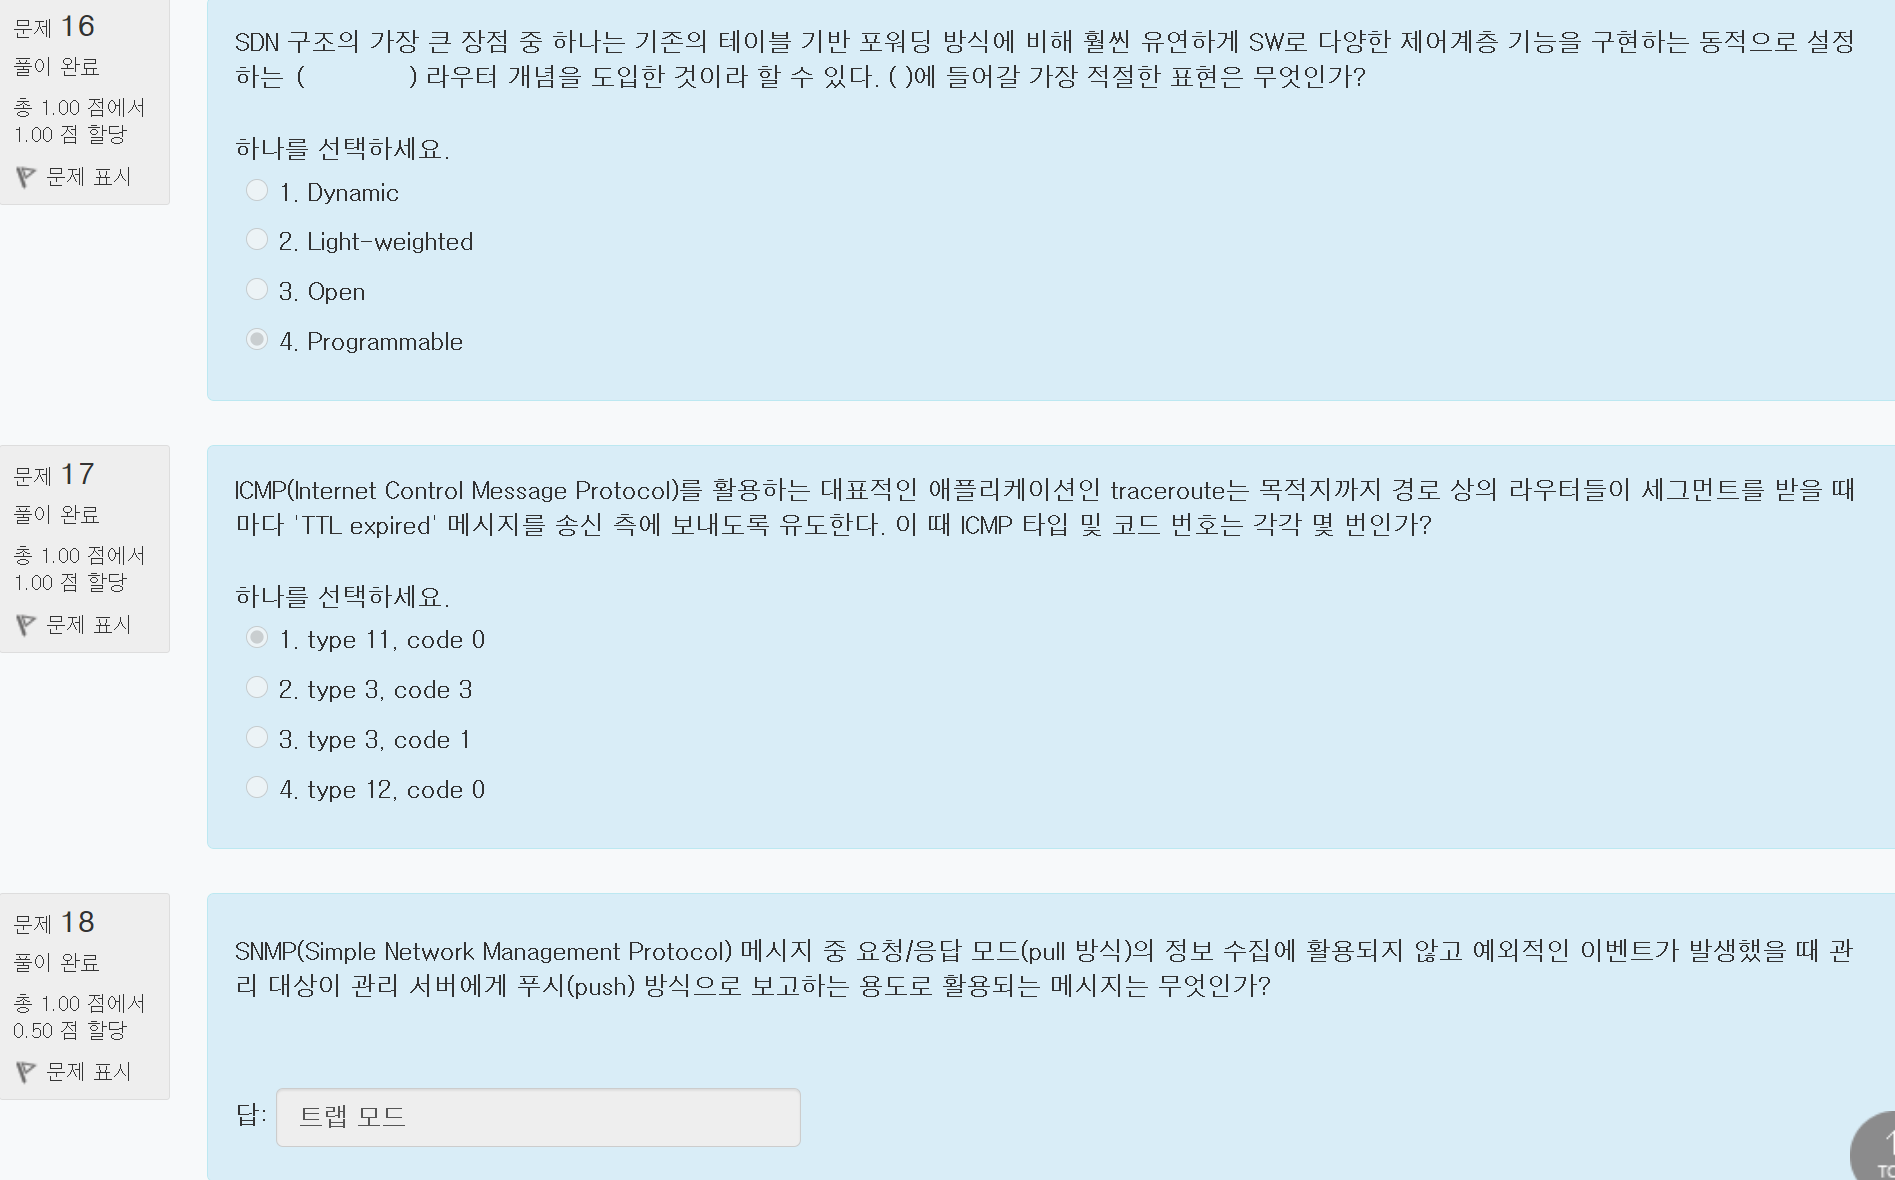 문제 16
풀이 완료
총 1.00 점에서
1.00 점 할당
문제 표시
SDN 구조의 가장 큰 장점 중 하나는 기존의 테이블 기반 포워딩 방식에 비해 훨씬 유연하게 SW로 다양한 제어계층 기능을 구현하는 동적으로 설정
하는 ( ) 라우터 개념을 도입한 것이라 할 수 있다. ( )에 들어갈 가장 적절한 표현은 무엇인가?
하나를 선택하세요.
1. Dynamic
2. Light-weighted
3. Open
4. Programmable
문제 17
풀이 완료
총 1.00 점에서
1.00 점 할당
문제 표시
ICMP(Internet Control Message Protocol)를 활용하는 대표적인 애플리케이션인 traceroute는 목적지까지 경로 상의 라우터들이 세그먼트를 받을 때
마다 'TTL expired' 메시지를 송신 측에 보내도록 유도한다. 이 때 ICMP 타입 및 코드 번호는 각각 몇 번인가?
하나를 선택하세요.
1. type 11, code 0
2. type 3, code 3
3. type 3, code 1
4. type 12, code 0
문제 18
풀이 완료
총 1.00 점에서
0.50 점 할당
문제 표시
SNMP(Simple Network Management Protocol) 메시지 중 요청/응답 모드(pull 방식)의 정보 수집에 활용되지 않고 예외적인 이벤트가 발생했을 때 관
리 대상이 관리 서버에게 푸시(push) 방식으로 보고하는 용도로 활용되는 메시지는 무엇인가?
답: 트랩 모드